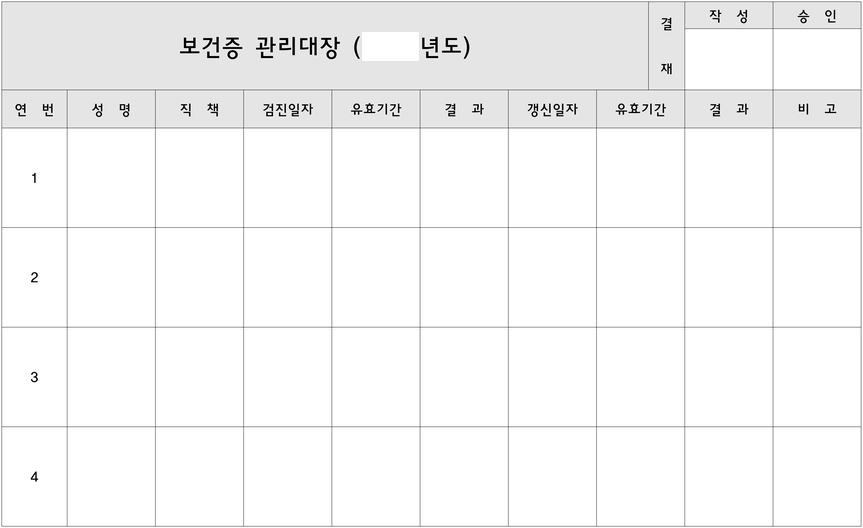 보건증 관리대장 (      년도)
결 재
작 성 승 인
연 번 성 명 직 책 검진일자 유효기간 결 과 갱신일자 유효기간 결 과 비 고
1
2
3
4